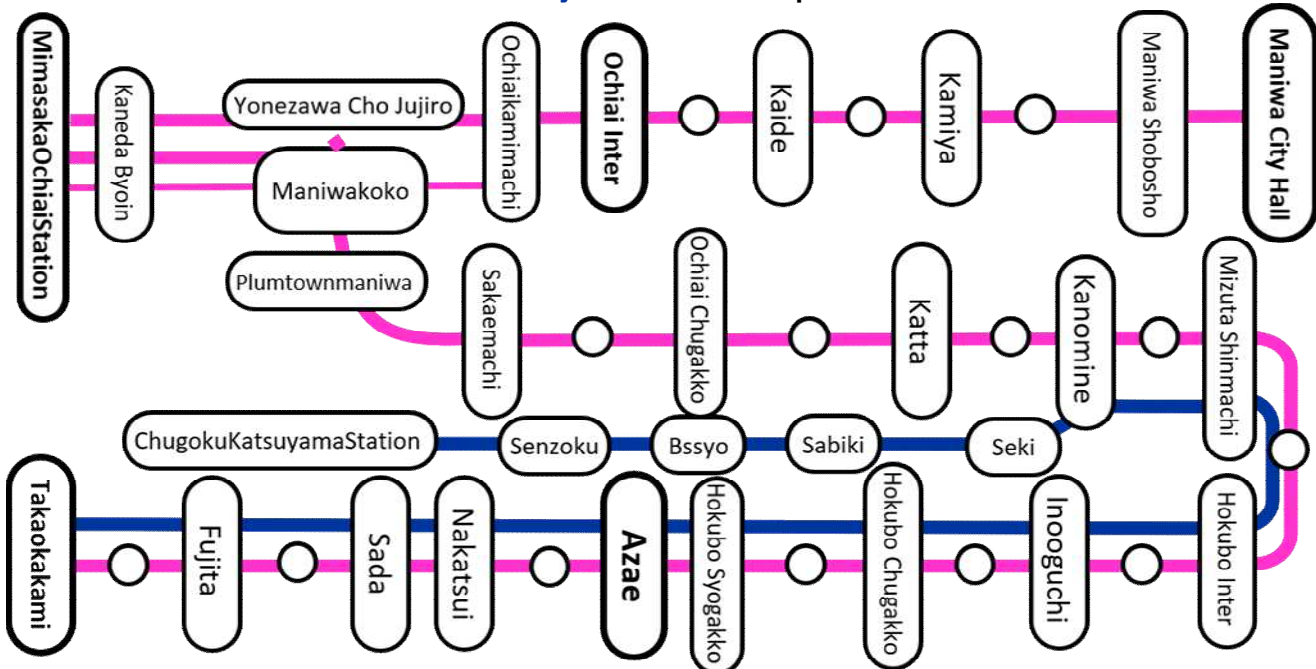 MimasakaOchiaiStation
Kaneda Byoin
Yonezawa Cho Jujiro
Maniwakoko
Plumtownmaniwa
Ochiaikamimachi
Ochiai Inter
Kaide
Kamiya
Maniwa Shobosho
Maniwa City Hall
Sakaemachi
Ochiai Chugakko
Katta
Kanomine
Mizuta Shinmachi
ChugokuKatsuyamaStation
Senzoku
Bssyo
Sabiki
Seki
Takaokakami
Fujita
Sada
Nakatsui
Azae
Hokubo Syogakko
Hokubo Chugakko
Inooguchi
Hokubo Inter